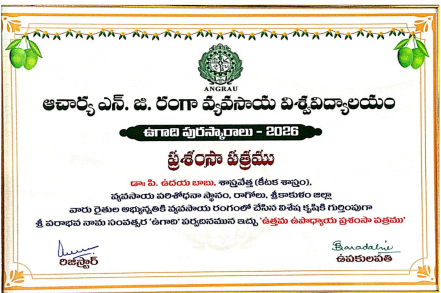 ANGRAU
ఆచార్య ఎన్. జి. రంగా వ్యవసాయ విశ్వవిద్యాలయం
ఉగాది పురస్కారాలు - 2026
ప్రశంసా పత్రము
డా॥ పి. ఉదయ బాబు, శాస్త్రవేత్త (కీటక శాస్త్రం),
వ్యవసాయ పరిశోధనా స్థానం, రాగోలు, శ్రీకాకుళం జిల్లా
వారు రైతుల అభ్యున్నతికి వ్యవసాయ రంగంలో చేసిన విశేష కృషికి గుర్తింపుగా
శ్రీ పరాభవ నామ సంవత్సర 'ఉగాది' పర్వదినమున ఇచ్చు 'ఉత్తమ ఉపాధ్యాయ ప్రశంసా పత్రము'
రిజిస్ట్రార్
ఉపకులపతి